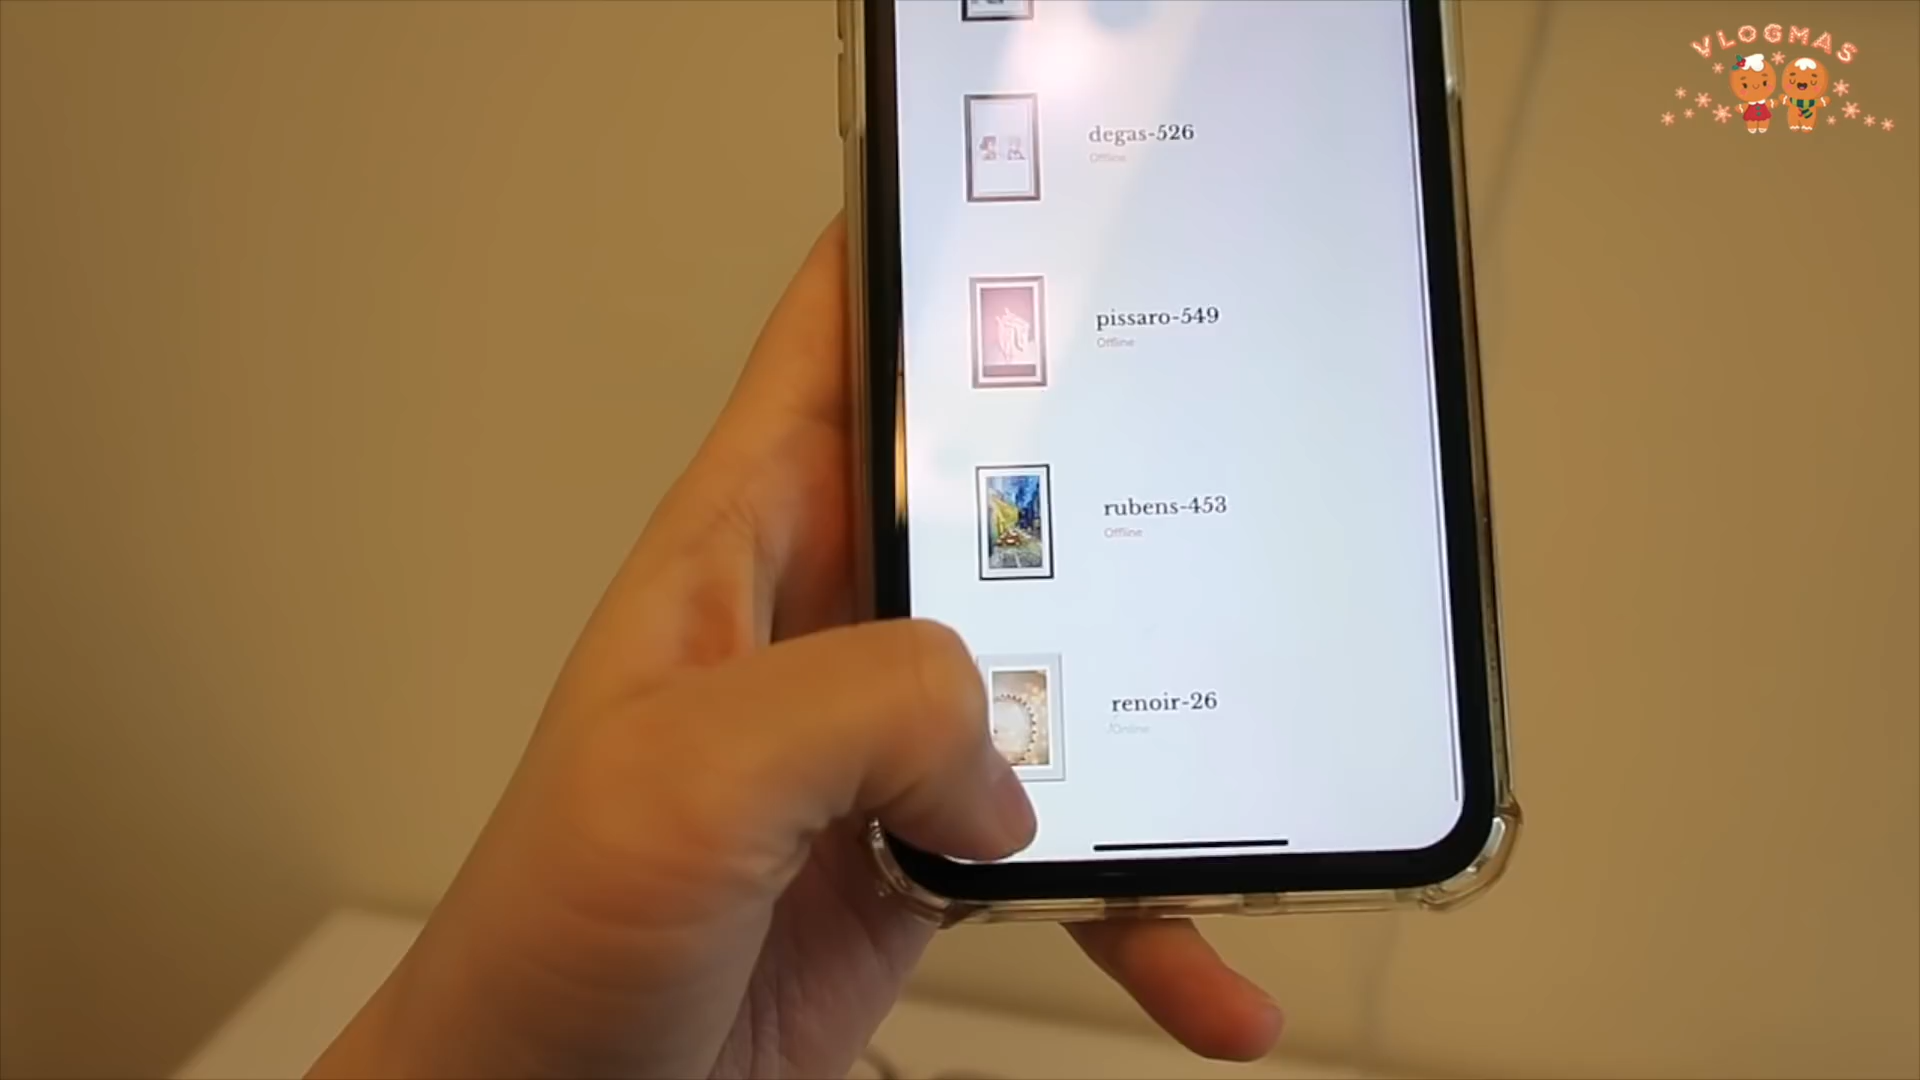 VLOGMAS
degas-526
Offline
pissaro-549
Offline
rubens-453
Offline
renoir-26
Online